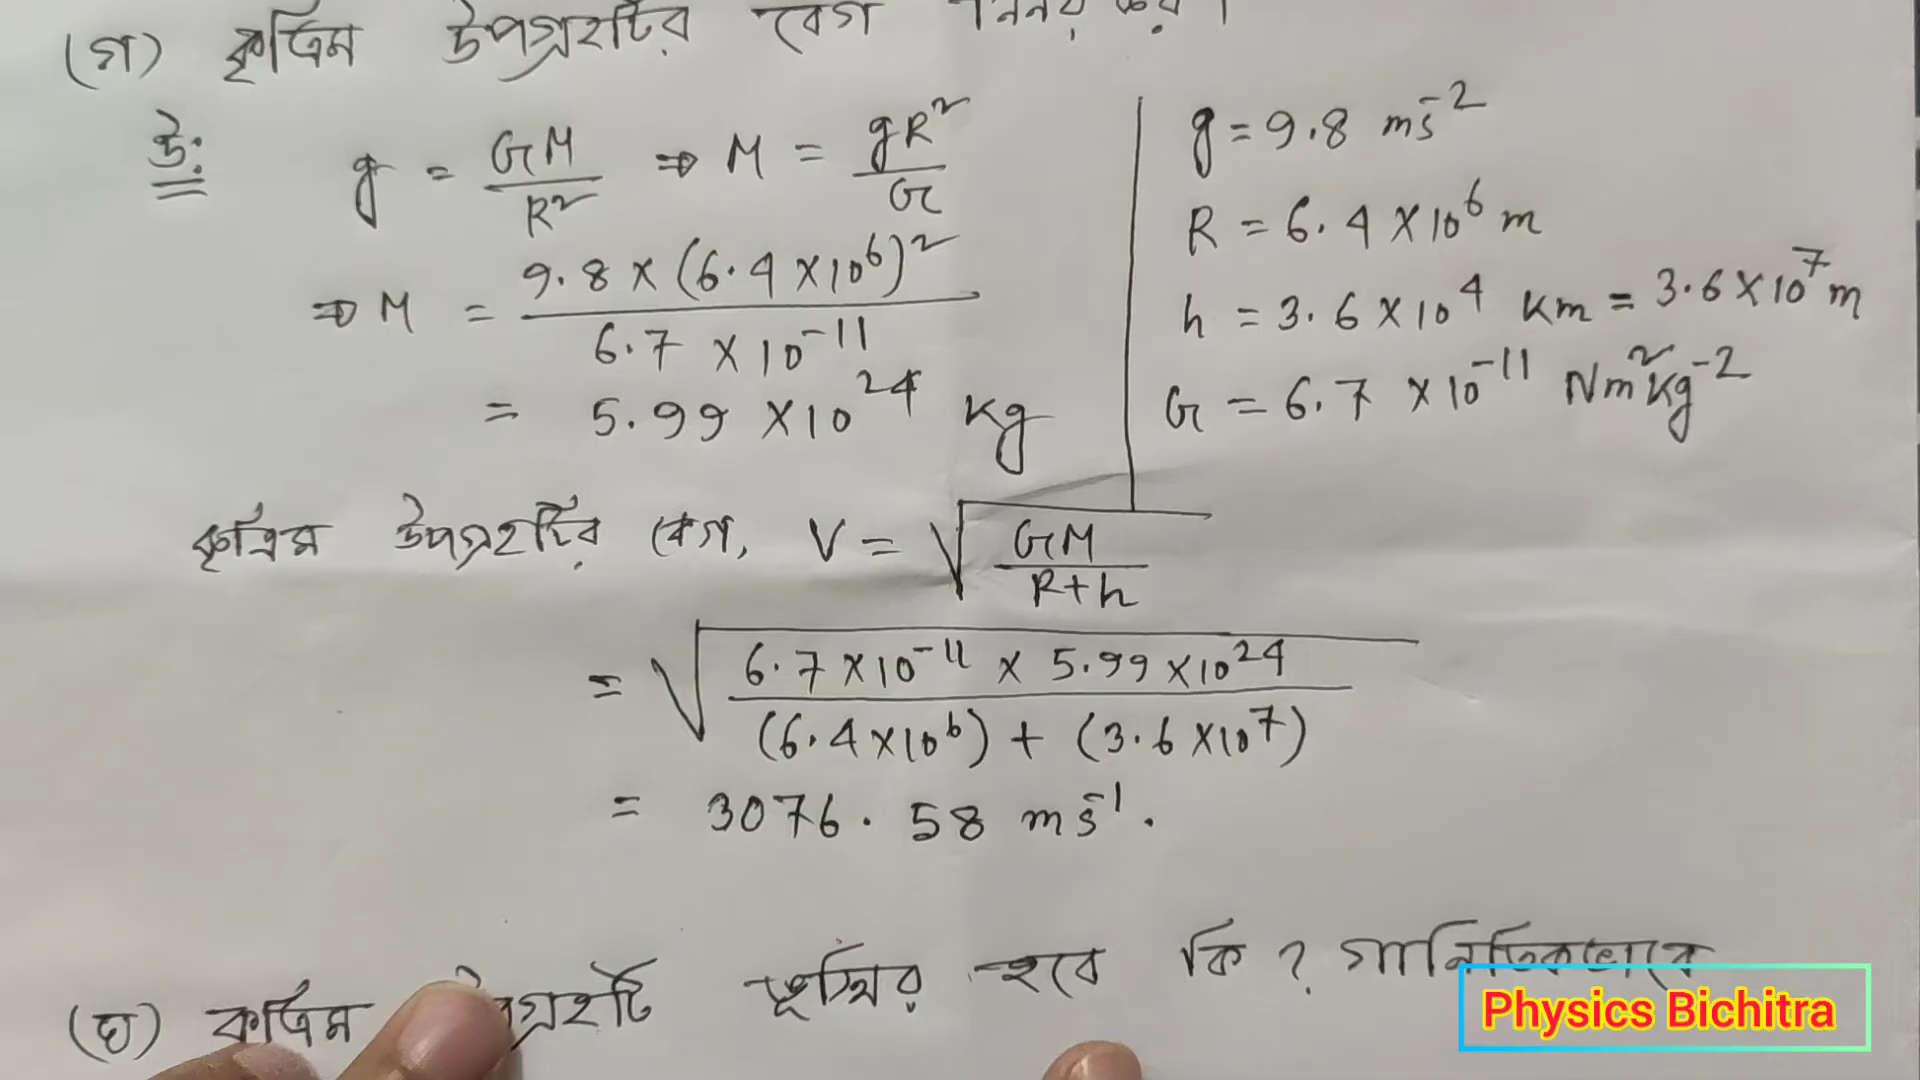 (গ) কৃত্রিম উপগ্রহটির বেগ নির্নয় কর।
উ: g = GM/R² ⇒ M = gR²/G
⇒ M = 9.8 × (6.4 × 10⁶)² / 6.7 × 10⁻¹¹
= 5.99 × 10²⁴ kg
g = 9.8 ms⁻²
R = 6.4 × 10⁶ m
h = 3.6 × 10⁴ km = 3.6 × 10⁷ m
G = 6.7 × 10⁻¹¹ Nm²kg⁻²
কৃত্রিম উপগ্রহটির বেগ, V = √(GM/R+h)
= √(6.7 × 10⁻¹¹ × 5.99 × 10²⁴ / (6.4 × 10⁶) + (3.6 × 10⁷))
= 3076.58 ms⁻¹.
(ঘ) কৃত্রিম উপগ্রহটি ভূস্থির হবে কি? গানিতিকভাবে
Physics Bichitra